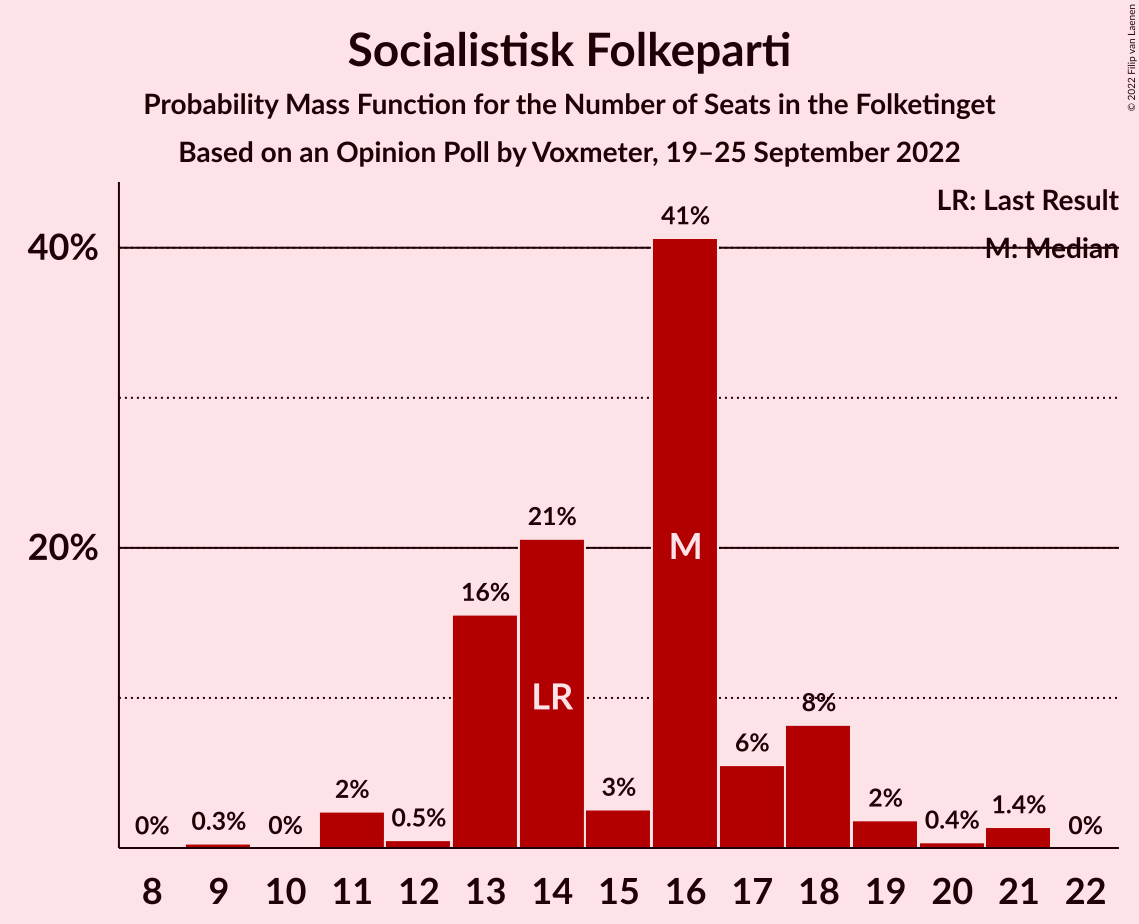 Socialistisk Folkeparti
Probability Mass Function for the Number of Seats in the Folketinget
Based on an Opinion Poll by Voxmeter, 19–25 September 2022
© 2022 Filip van Laenen
LR: Last Result
M: Median
40%
20%
0%
0.3%
0%
2%
0.5%
16%
21%
3%
41%
6%
8%
2%
0.4%
1.4%
0%
LR
M
8 9 10 11 12 13 14 15 16 17 18 19 20 21 22